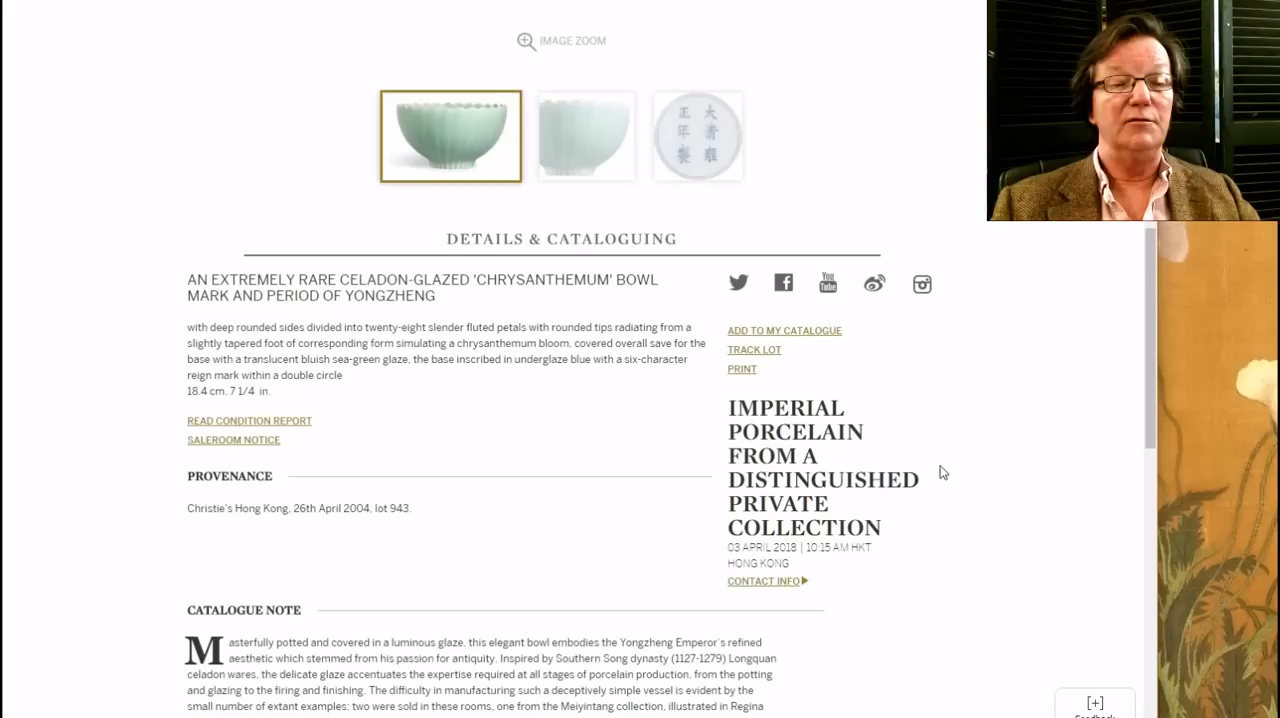 IMAGE ZOOM
大清雍
正年製
DETAILS & CATALOGUING
AN EXTREMELY RARE CELADON-GLAZED 'CHRYSANTHEMUM' BOWL
MARK AND PERIOD OF YONGZHENG
with deep rounded sides divided into twenty-eight slender fluted petals with rounded tips radiating from a
slightly tapered foot of corresponding form simulating a chrysanthemum bloom, covered overall save for the
base with a translucent bluish sea-green glaze, the base inscribed in underglaze blue with a six-character
reign mark within a double circle
18.4 cm, 7 1/4 in.
READ CONDITION REPORT
SALEROOM NOTICE
PROVENANCE
Christie's Hong Kong, 26th April 2004, lot 943.
ADD TO MY CATALOGUE
TRACK LOT
PRINT
IMPERIAL
PORCELAIN
FROM A
DISTINGUISHED
PRIVATE
COLLECTION
03 APRIL 2018 | 10:15 AM HKT
HONG KONG
CONTACT INFO
CATALOGUE NOTE
Masterfully potted and covered in a luminous glaze, this elegant bowl embodies the Yongzheng Emperor's refined
aesthetic which stemmed from his passion for antiquity. Inspired by Southern Song dynasty (1127-1279) Longquan
celadon wares, the delicate glaze accentuates the expertise required at all stages of porcelain production, from the potting
and glazing to the firing and finishing. The difficulty in manufacturing such a deceptively simple vessel is evident by the
small number of extant examples: two were sold in these rooms, one from the Meiyintang collection, illustrated in Regina
[+]
Feedback
You
Tube